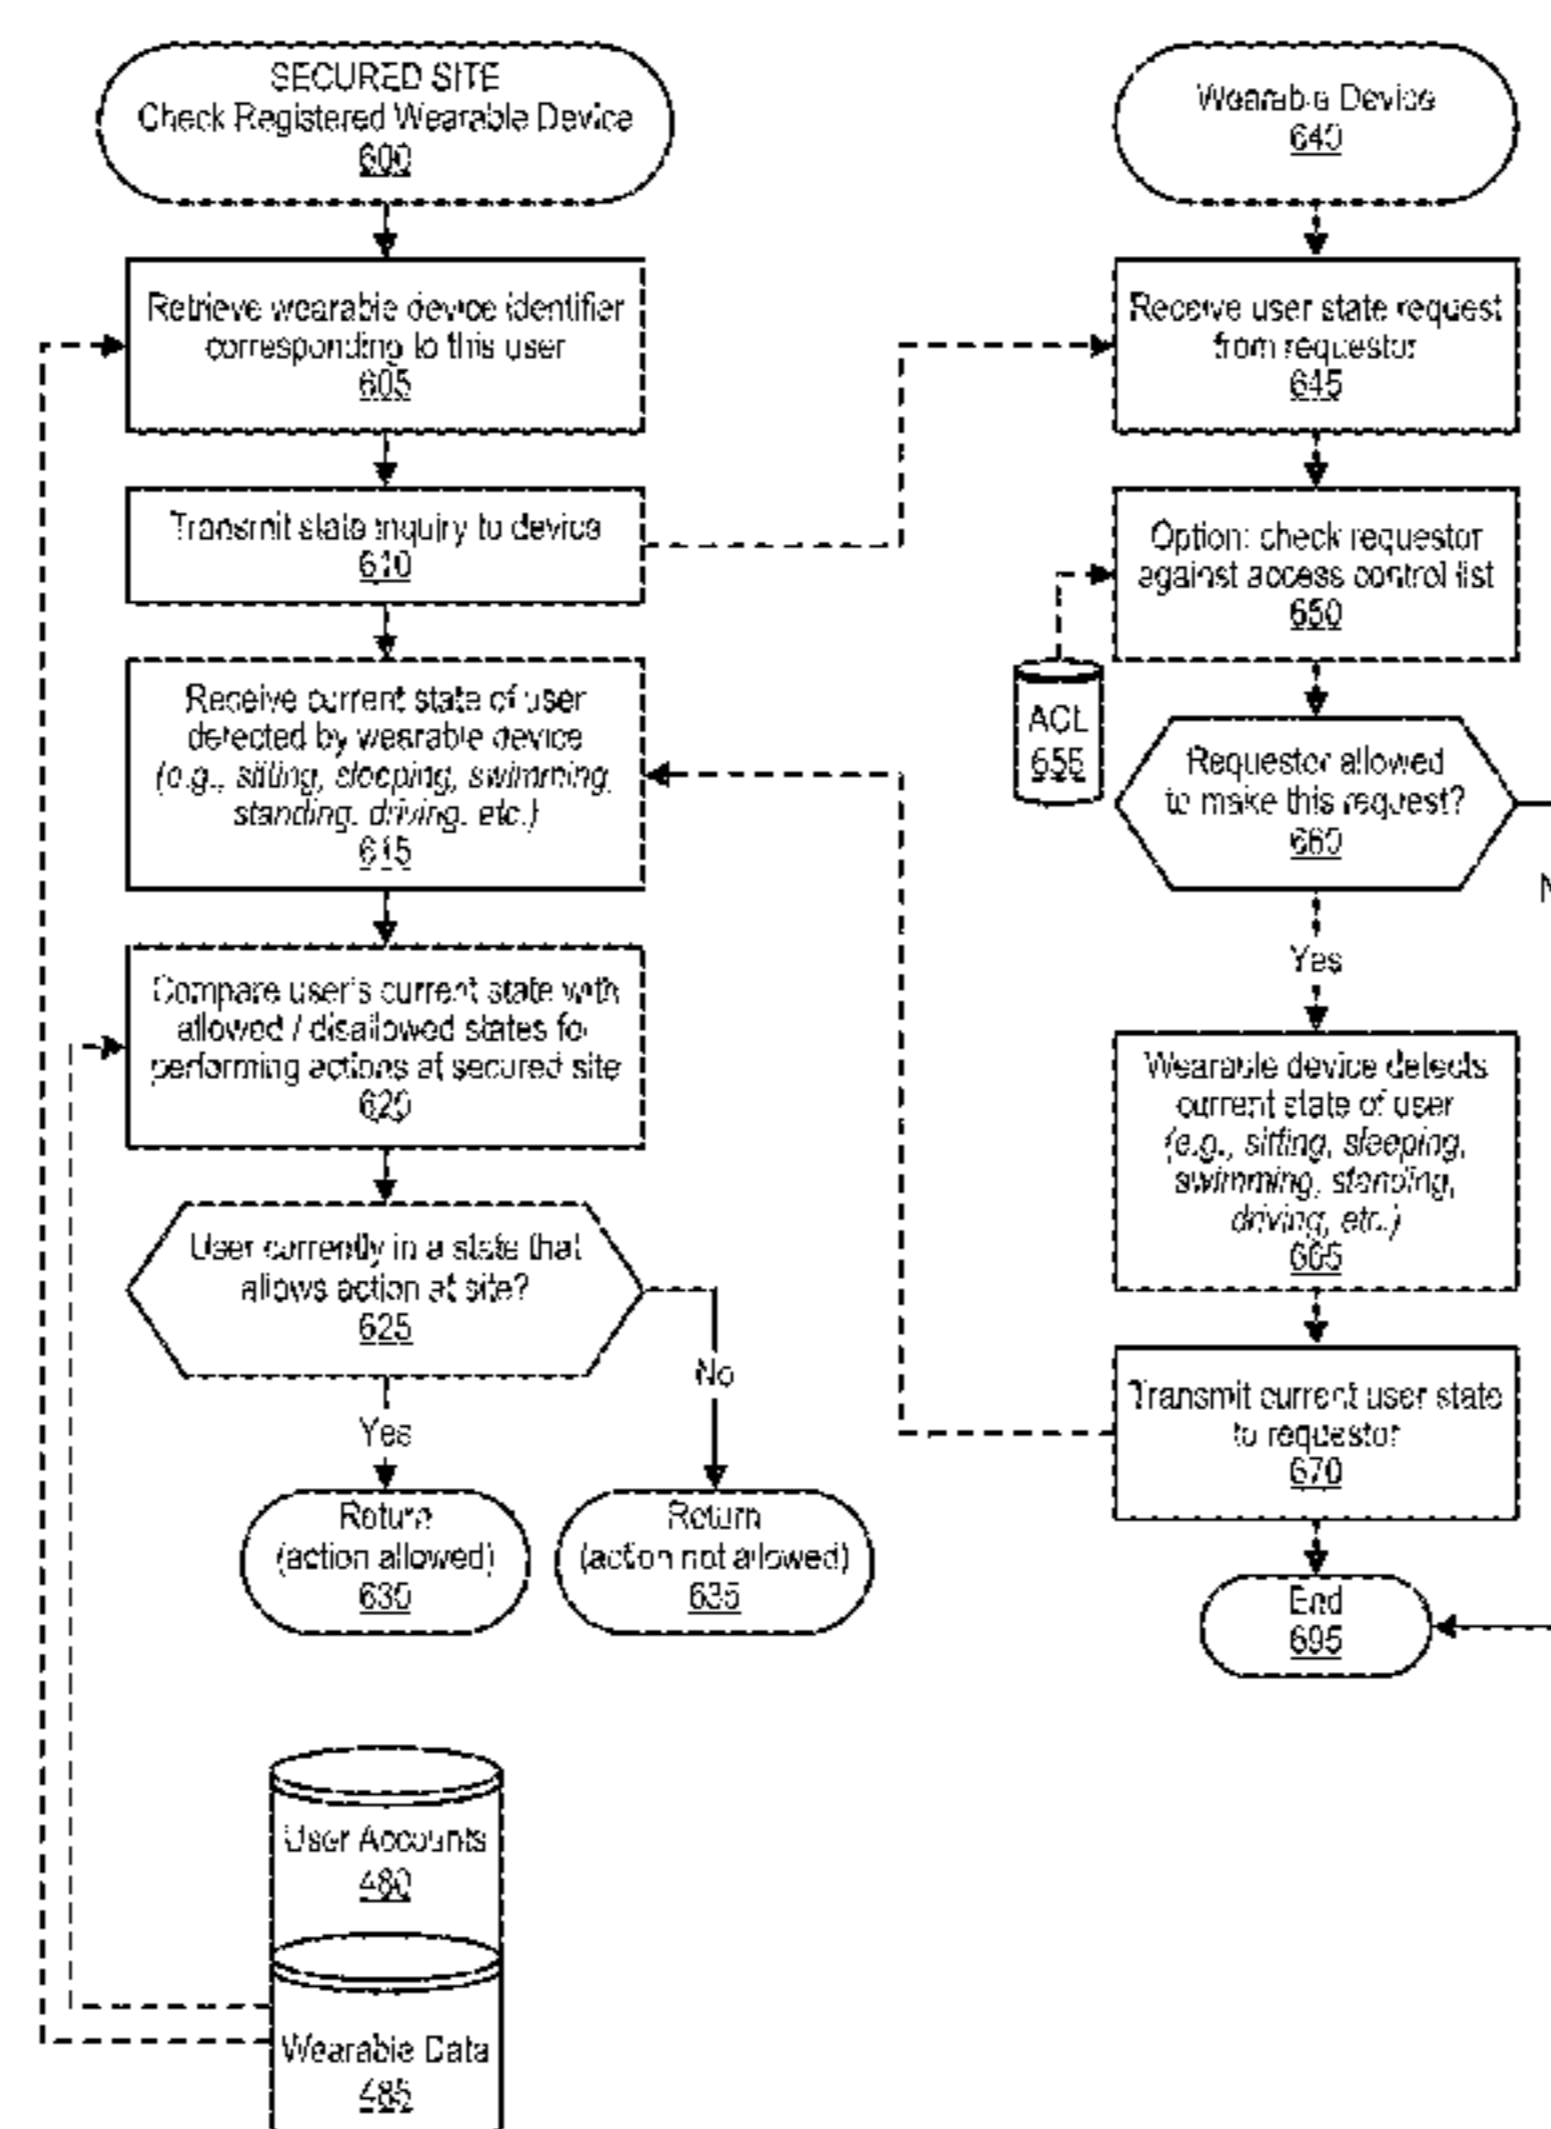 SECURED SITE
Check Registered Wearable Device
600
Retrieve wearable device identifier
corresponding to this user
605
Transmit state inquiry to device
610
Receive current state of user
detected by wearable device
(e.g., sitting, sleeping, swimming,
standing, driving, etc.)
615
Compare user's current state with
allowed / disallowed states for
performing actions at secured site
620
User currently in a state that
allows action at site?
625
No
Yes
Return
(action allowed)
630
Return
(action not allowed)
635
User Accounts
480
Wearable Data
485
Wearable Device
640
Receive user state request
from requestor
645
Option: check requestor
against access control list
650
ACL
655
Requestor allowed
to make this request?
660
Yes
Wearable device detects
current state of user
(e.g., sitting, sleeping,
swimming, standing,
driving, etc.)
665
Transmit current user state
to requestor
670
End
695